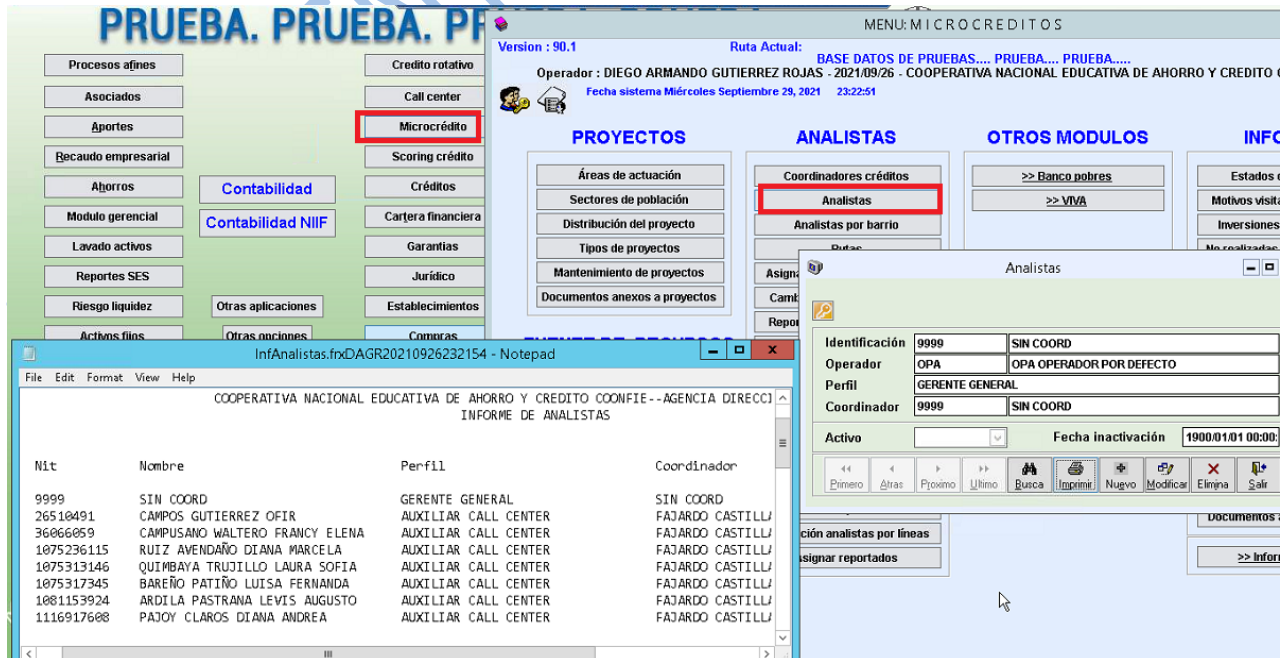 PRUEBA. PRUEBA.
Procesos afines
Asociados
Aportes
Recaudo empresarial
Ahorros
Modulo gerencial
Lavado activos
Reportes SES
Riesgo liquidez
Activos fijos
Contabilidad
Contabilidad NIIF
Otras aplicaciones
Otras opciones
Credito rotativo
Call center
Microcrédito
Scoring crédito
Créditos
Cartera financiera
Garantias
Jurídico
Establecimientos
Compras
MENU: M I C R O C R E D I T O S
Version : 90.1
Ruta Actual:
BASE DATOS DE PRUEBAS.... PRUEBA.... PRUEBA.....
Operador : DIEGO ARMANDO GUTIERREZ ROJAS - 2021/09/26 - COOPERATIVA NACIONAL EDUCATIVA DE AHORRO Y CREDITO
Fecha sistema Miércoles Septiembre 29, 2021 23:22:51
PROYECTOS
Áreas de actuación
Sectores de población
Distribución del proyecto
Tipos de proyectos
Mantenimiento de proyectos
Documentos anexos a proyectos
ANALISTAS
Coordinadores créditos
Analistas
Analistas por barrio
Rutas
OTROS MODULOS
>> Banco pobres
>> VIVA
Estados
Motivos visita
Inversiones
No realizadas
ción analistas por líneas
signar reportados
Documentos
>> Infor
Analistas
Identificación 9999 SIN COORD
Operador OPA OPA OPERADOR POR DEFECTO
Perfil GERENTE GENERAL
Coordinador 9999 SIN COORD
Activo Fecha inactivación 1900/01/01 00:00:
Primero Atras Proximo Ultimo Busca Imprimir Nuevo Modificar Elimina Salir
InfAnalistas.frxDAGR20210926232154 - Notepad
File Edit Format View Help
COOPERATIVA NACIONAL EDUCATIVA DE AHORRO Y CREDITO COONFIE--AGENCIA DIRECCI
INFORME DE ANALISTAS
Nit Nombre Perfil Coordinador
9999 SIN COORD GERENTE GENERAL SIN COORD
26510491 CAMPOS GUTIERREZ OFIR AUXILIAR CALL CENTER FAJARDO CASTILLA
36066059 CAMPUSANO WALTERO FRANCY ELENA AUXILIAR CALL CENTER FAJARDO CASTILLA
1075236115 RUIZ AVENDAÑO DIANA MARCELA AUXILIAR CALL CENTER FAJARDO CASTILLA
1075313146 QUIMBAYA TRUJILLO LAURA SOFIA AUXILIAR CALL CENTER FAJARDO CASTILLA
1075317345 BAREÑO PATIÑO LUISA FERNANDA AUXILIAR CALL CENTER FAJARDO CASTILLA
1081153924 ARDILA PASTRANA LEVIS AUGUSTO AUXILIAR CALL CENTER FAJARDO CASTILLA
1116917608 PAJOY CLAROS DIANA ANDREA AUXILIAR CALL CENTER FAJARDO CASTILLA